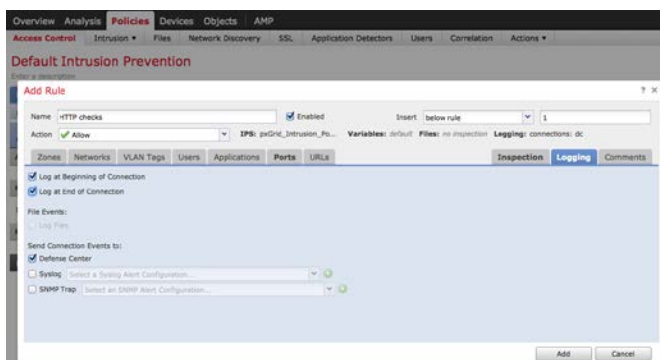 Overview Analysis Policies Devices Objects AMP
Access Control Intrusion ▾ Files Network Discovery SSL Application Detectors Users Correlation Actions ▾
Default Intrusion Prevention
Enter a description
Add Rule ? ×
Name HTTP checks Enabled Insert below rule 1
Action Allow IPS: pxGrid_Intrusion_Po... Variables: default Files: no inspection Logging: connections: dc
Zones Networks VLAN Tags Users Applications Ports URLs Inspection Logging Comments
Log at Beginning of Connection
Log at End of Connection
File Events:
Log Files
Send Connection Events to:
Defense Center
Syslog Select a Syslog Alert Configuration...
SNMP Trap Select an SNMP Alert Configuration...
Add Cancel